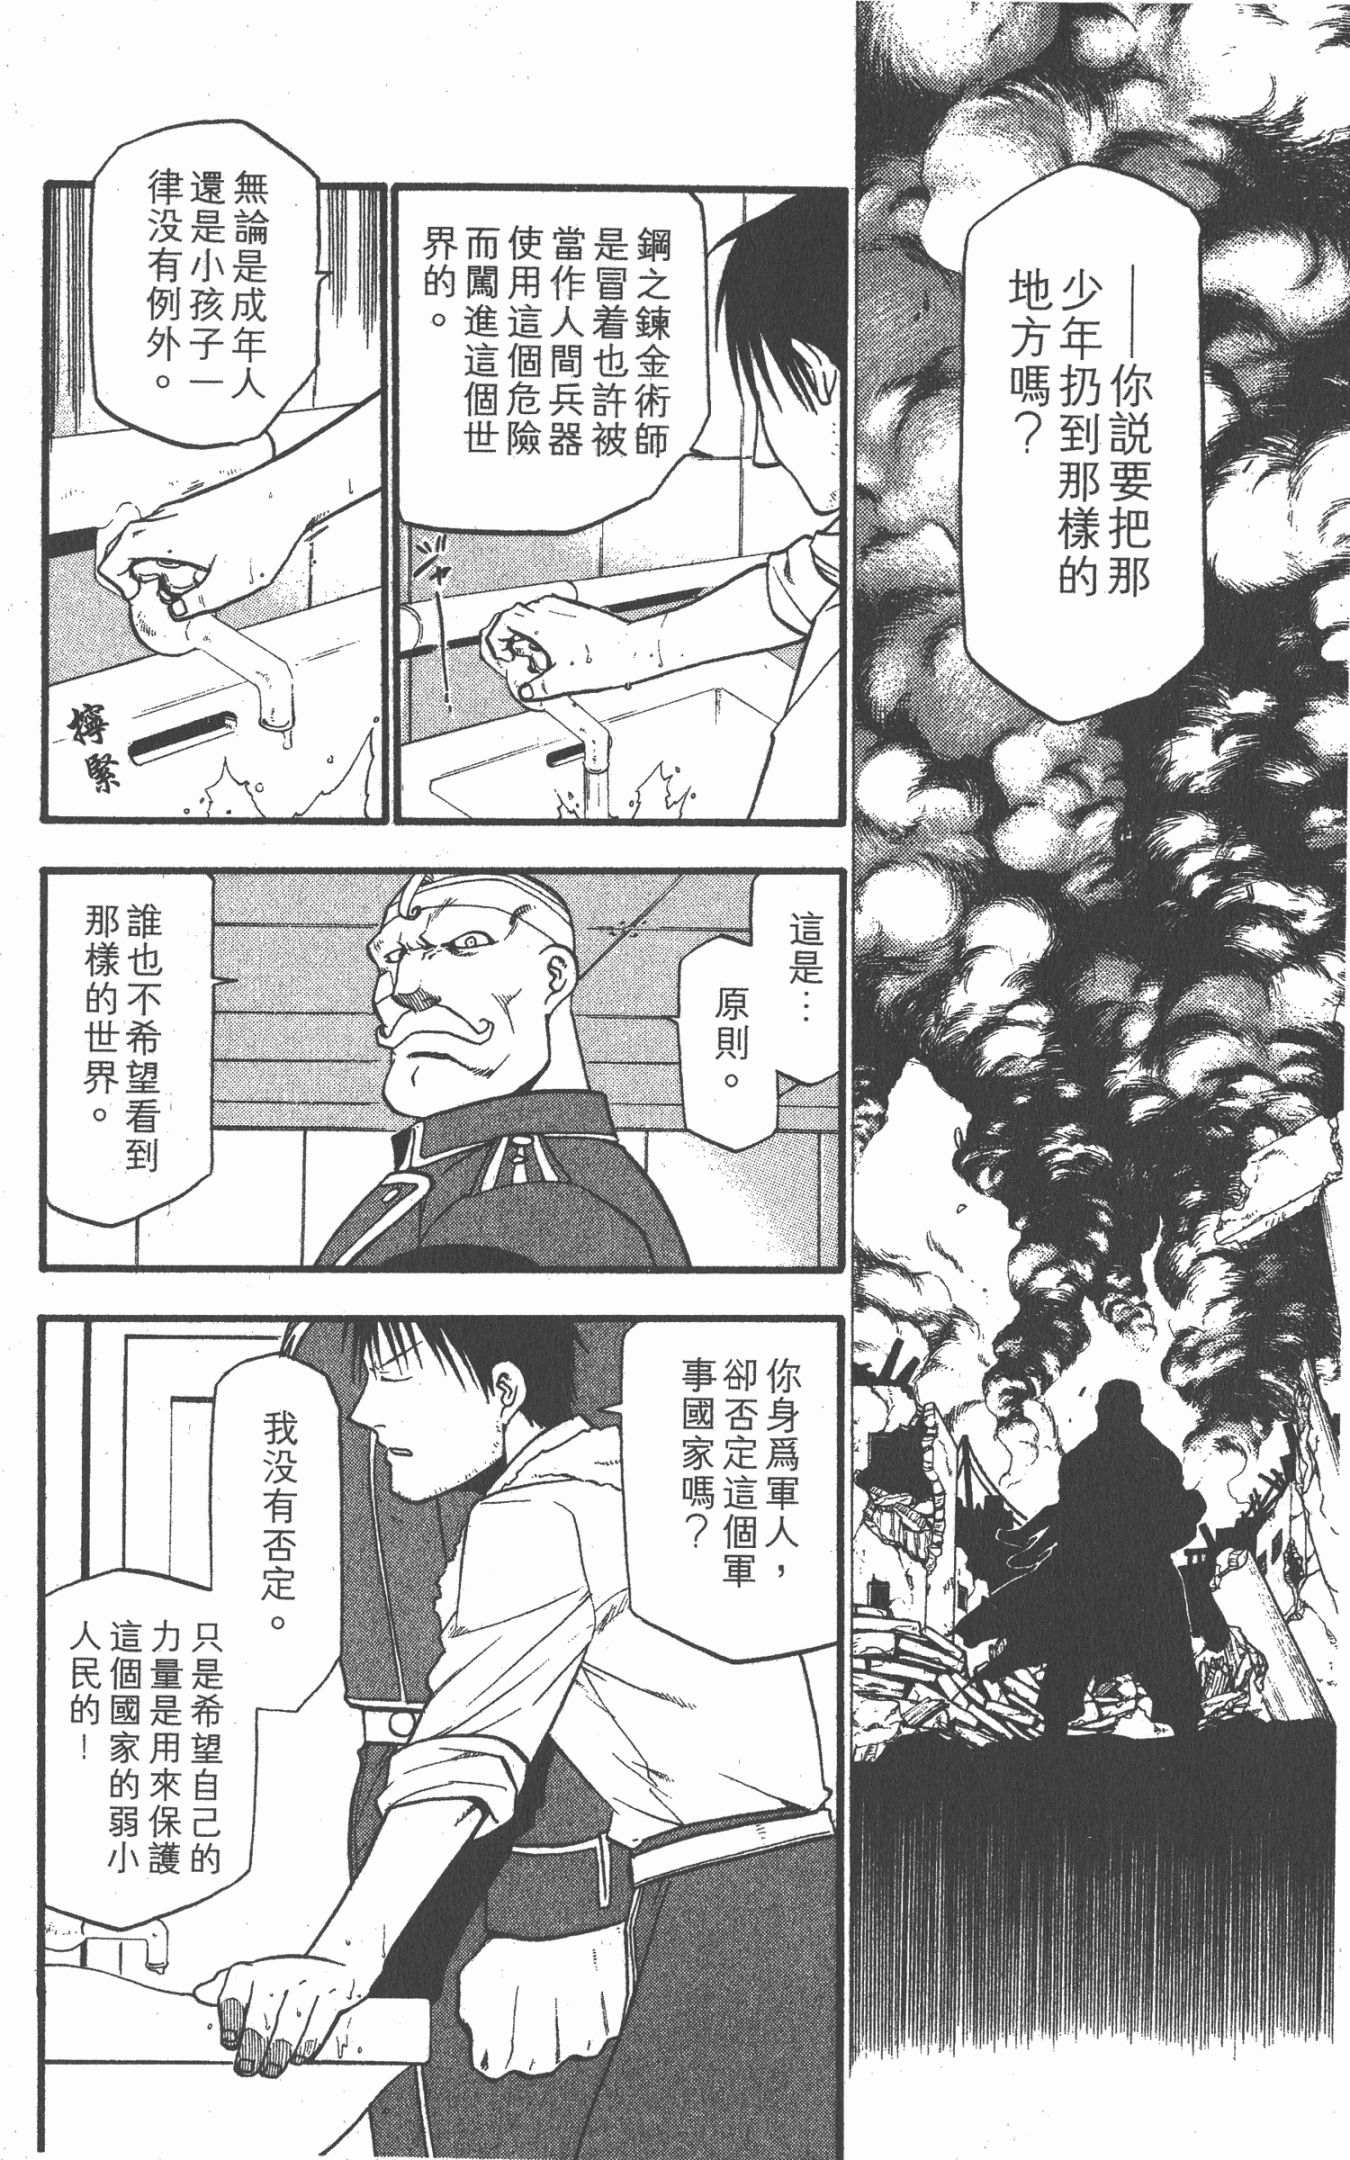 ——你説要把那
少年扔到那樣的
地方嗎？
鋼之鍊金術師
是冒着也許被
當作人間兵器
使用這個危險
而闖進這個世
界的。
無論是成年人
還是小孩子一
律没有例外。
擰
緊
這是…
原則。
誰也不希望看到
那樣的世界。
你身爲軍人，
卻否定這個軍
事國家嗎？
我没有否定。
只是希望自己的
力量是用來保護
這個國家的弱小
人民的！